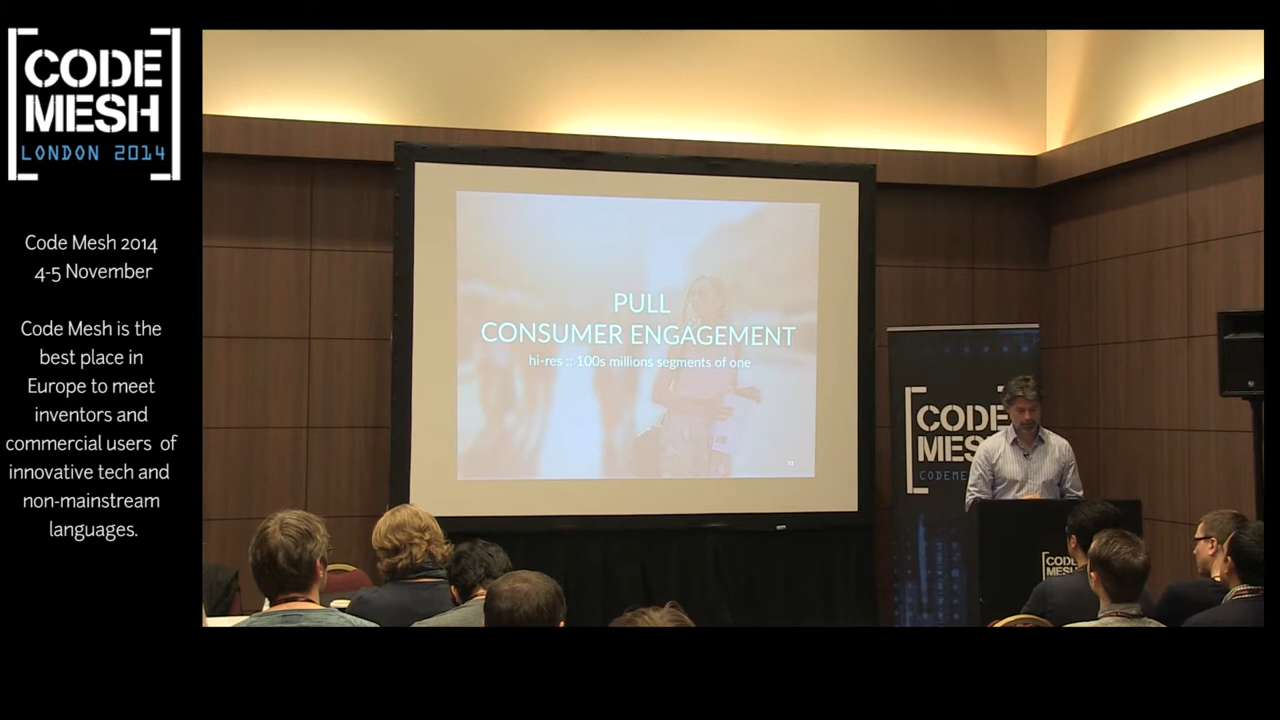 CODE
MESH
LONDON 2014
Code Mesh 2014
4-5 November
Code Mesh is the
best place in
Europe to meet
inventors and
commercial users of
innovative tech and
non-mainstream
languages.
PULL
CONSUMER ENGAGEMENT
hi-res :: 100s millions segments of one
CODE
MES
CODEME
CODE
MESH